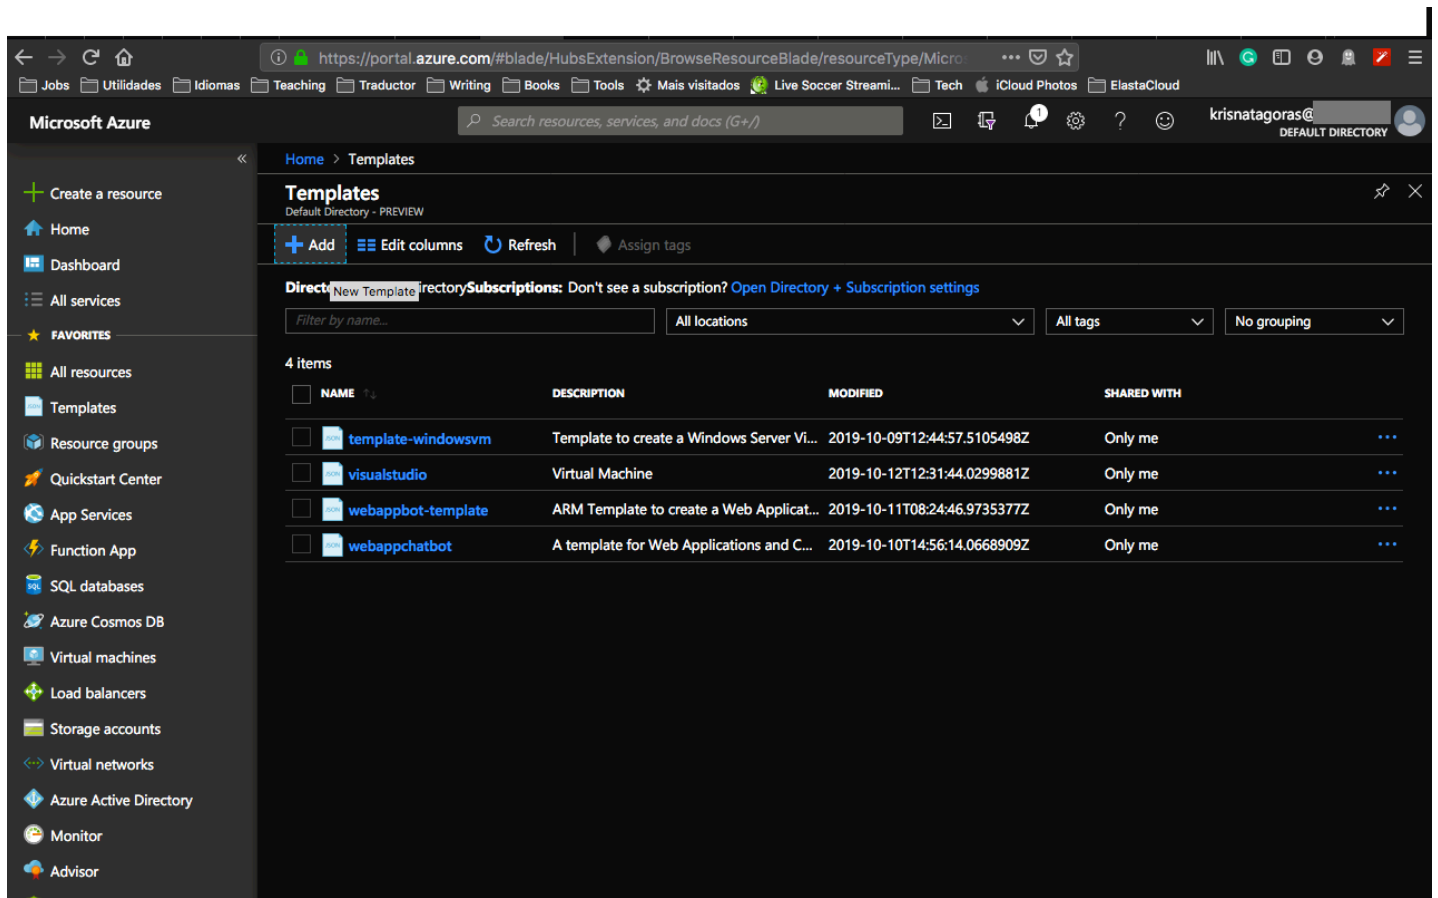 https://portal.azure.com/#blade/HubsExtension/BrowseResourceBlade/resourceType/Micro
Jobs Utilidades Idiomas Teaching Traductor Writing Books Tools Mais visitados Live Soccer Streami... Tech iCloud Photos ElastaCloud
Microsoft Azure
Search resources, services, and docs (G+/)
1
krisnatagoras@
DEFAULT DIRECTORY
«
Create a resource
Home
Dashboard
All services
FAVORITES
All resources
Templates
Resource groups
Quickstart Center
App Services
Function App
SQL databases
Azure Cosmos DB
Virtual machines
Load balancers
Storage accounts
Virtual networks
Azure Active Directory
Monitor
Advisor
Home > Templates
Templates
Default Directory - PREVIEW
Add Edit columns Refresh Assign tags
New Template
Subscriptions: Don't see a subscription? Open Directory + Subscription settings
Filter by name... All locations All tags No grouping
4 items
NAME DESCRIPTION MODIFIED SHARED WITH
template-windowsvm Template to create a Windows Server Vi... 2019-10-09T12:44:57.5105498Z Only me ...
visualstudio Virtual Machine 2019-10-12T12:31:44.0299881Z Only me ...
webappbot-template ARM Template to create a Web Applicat... 2019-10-11T08:24:46.9735377Z Only me ...
webappchatbot A template for Web Applications and C... 2019-10-10T14:56:14.0668909Z Only me ...